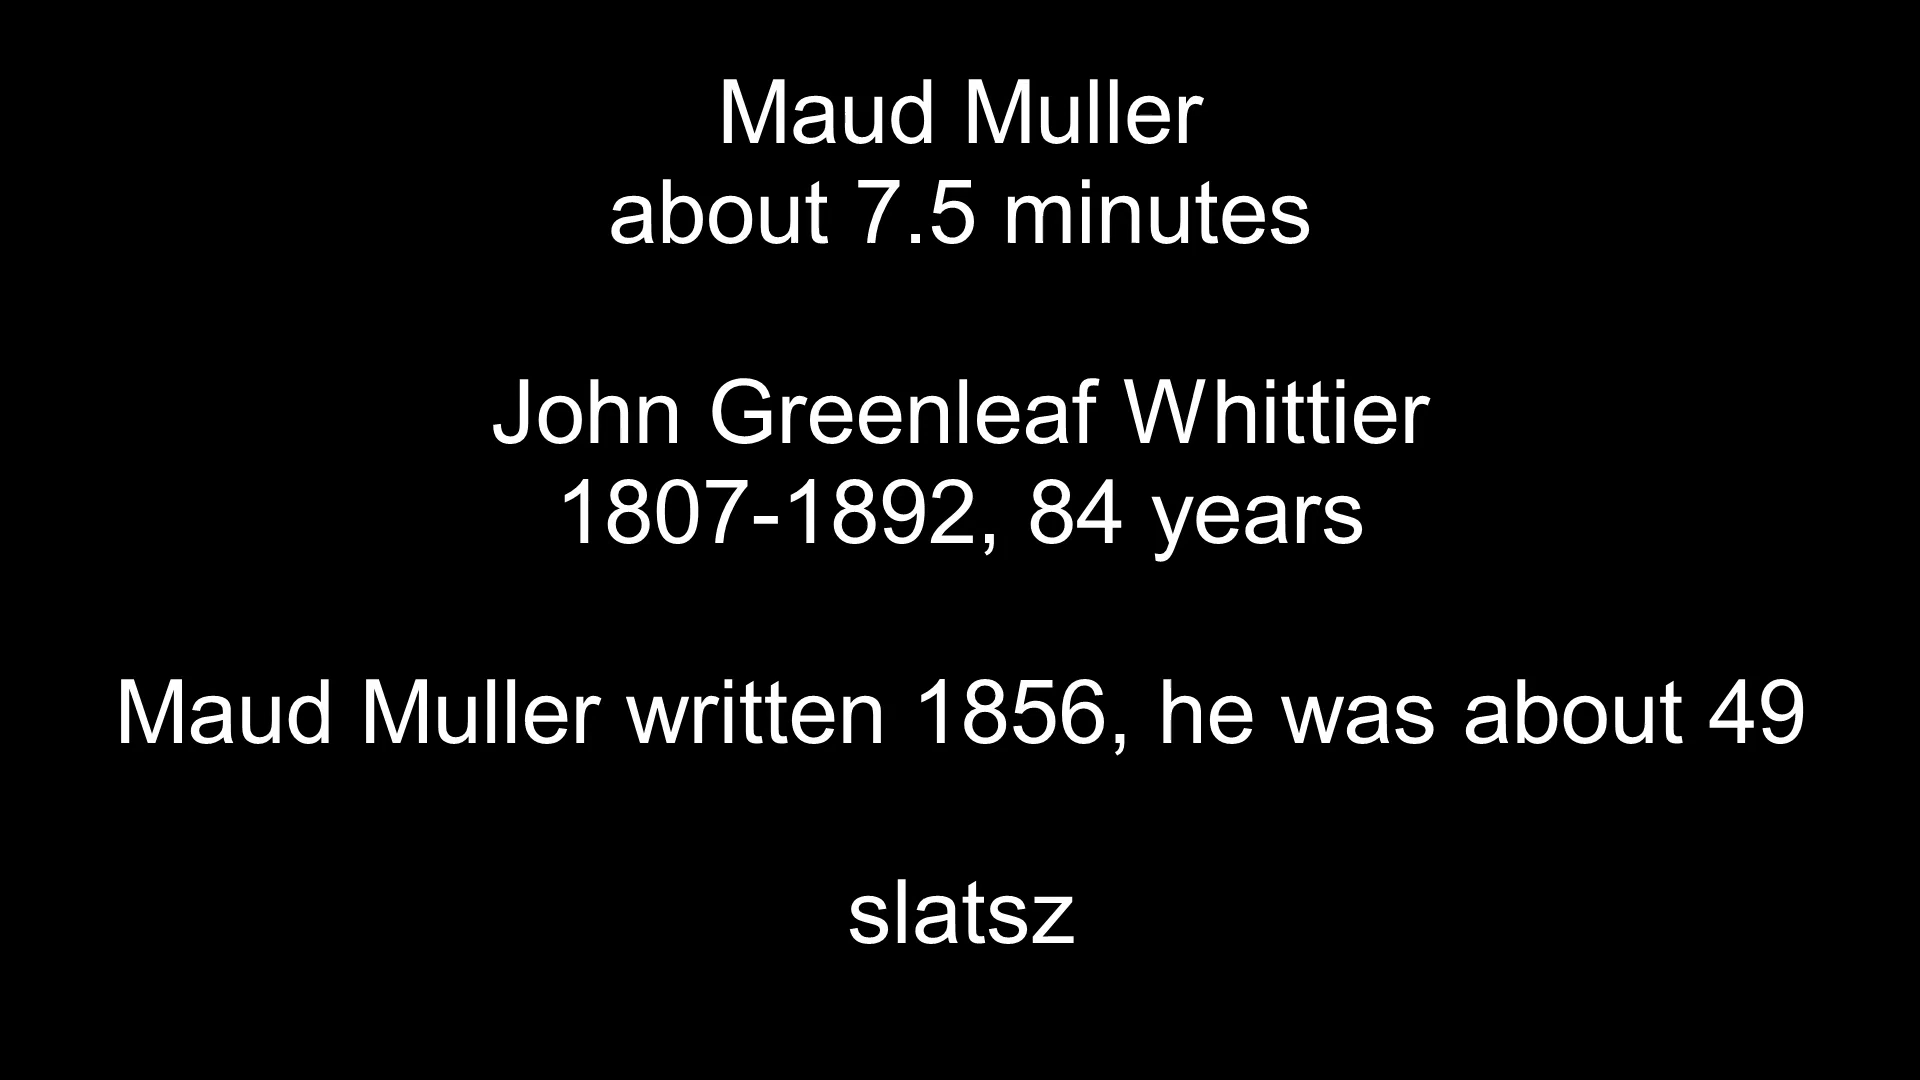 Maud Muller
about 7.5 minutes
John Greenleaf Whittier
1807-1892, 84 years
Maud Muller written 1856, he was about 49
slatsz